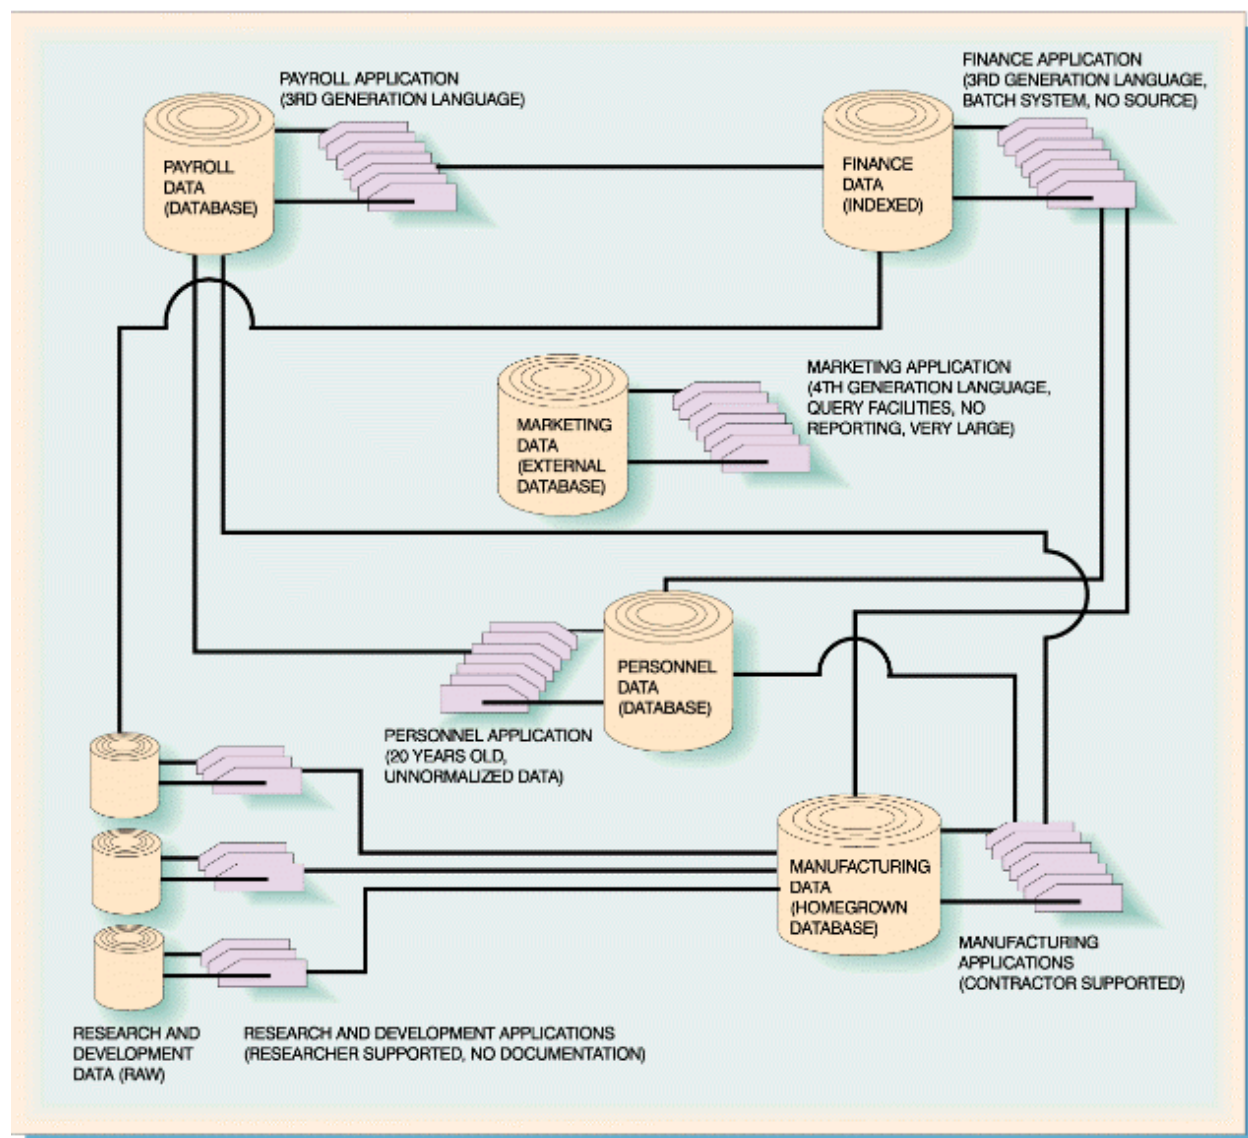 PAYROLL APPLICATION
(3RD GENERATION LANGUAGE)
FINANCE APPLICATION
(3RD GENERATION LANGUAGE,
BATCH SYSTEM, NO SOURCE)
PAYROLL
DATA
(DATABASE)
FINANCE
DATA
(INDEXED)
MARKETING APPLICATION
(4TH GENERATION LANGUAGE,
QUERY FACILITIES, NO
REPORTING, VERY LARGE)
MARKETING
DATA
(EXTERNAL
DATABASE)
PERSONNEL
DATA
(DATABASE)
PERSONNEL APPLICATION
(20 YEARS OLD,
UNNORMALIZED DATA)
MANUFACTURING
DATA
(HOMEGROWN
DATABASE)
MANUFACTURING
APPLICATIONS
(CONTRACTOR SUPPORTED)
RESEARCH AND
DEVELOPMENT
DATA (RAW)
RESEARCH AND DEVELOPMENT APPLICATIONS
(RESEARCHER SUPPORTED, NO DOCUMENTATION)